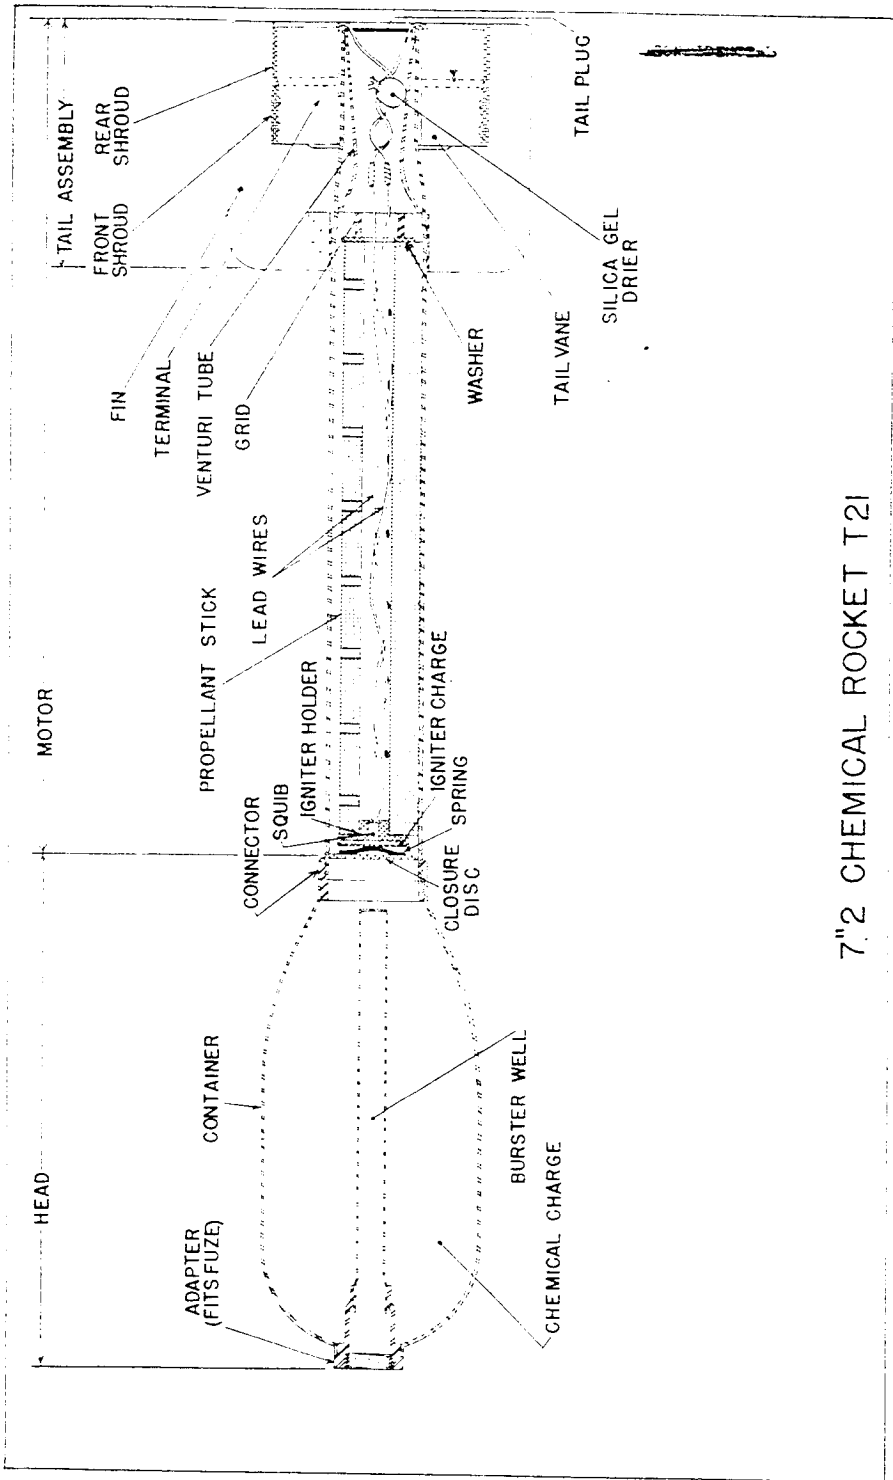 HEAD
MOTOR
TAIL ASSEMBLY
ADAPTER
(FITS FUZE)
CONTAINER
CONNECTOR
SQUIB
IGNITER HOLDER
PROPELLANT STICK
LEAD WIRES
GRID
VENTURI TUBE
TERMINAL
FIN
FRONT
SHROUD
REAR
SHROUD
CHEMICAL CHARGE
BURSTER WELL
CLOSURE
DISC
SPRING
IGNITER CHARGE
WASHER
TAIL VANE
SILICA GEL
DRIER
TAIL PLUG
7."2 CHEMICAL ROCKET T21